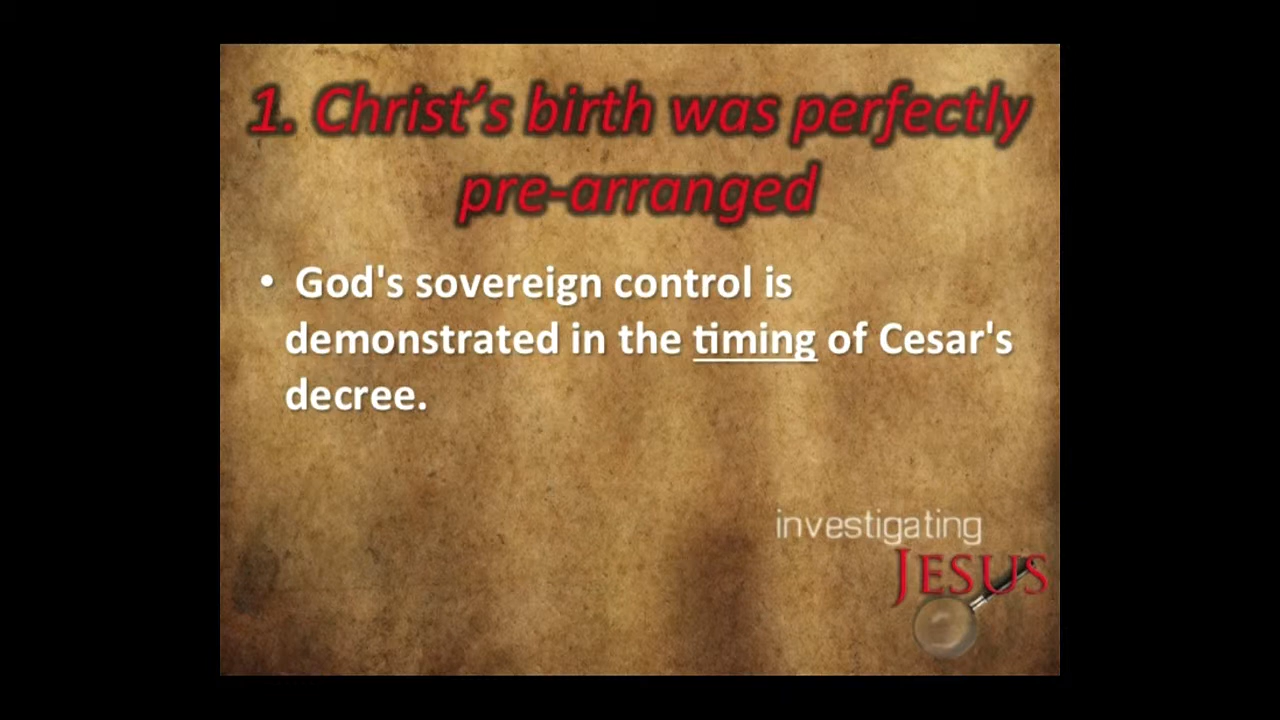 1. Christ’s birth was perfectly
pre-arranged
• God's sovereign control is
demonstrated in the timing of Cesar's
decree.
investigating
JESUS